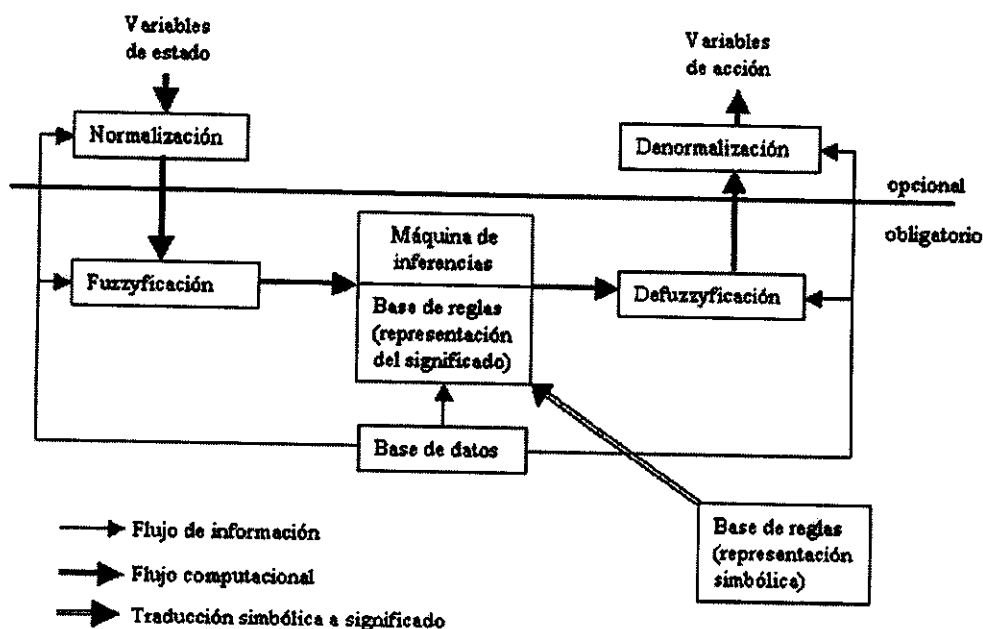 Variables
de estado
Variables
de acción
Normalización
Denormalización
opcional
obligatorio
Máquina de
inferencias
Fuzzyficación
Defuzzyficación
Base de reglas
(representación
del significado)
Base de datos
Base de reglas
(representación
simbólica)
Flujo de información
Flujo computacional
Traducción simbólica a significado